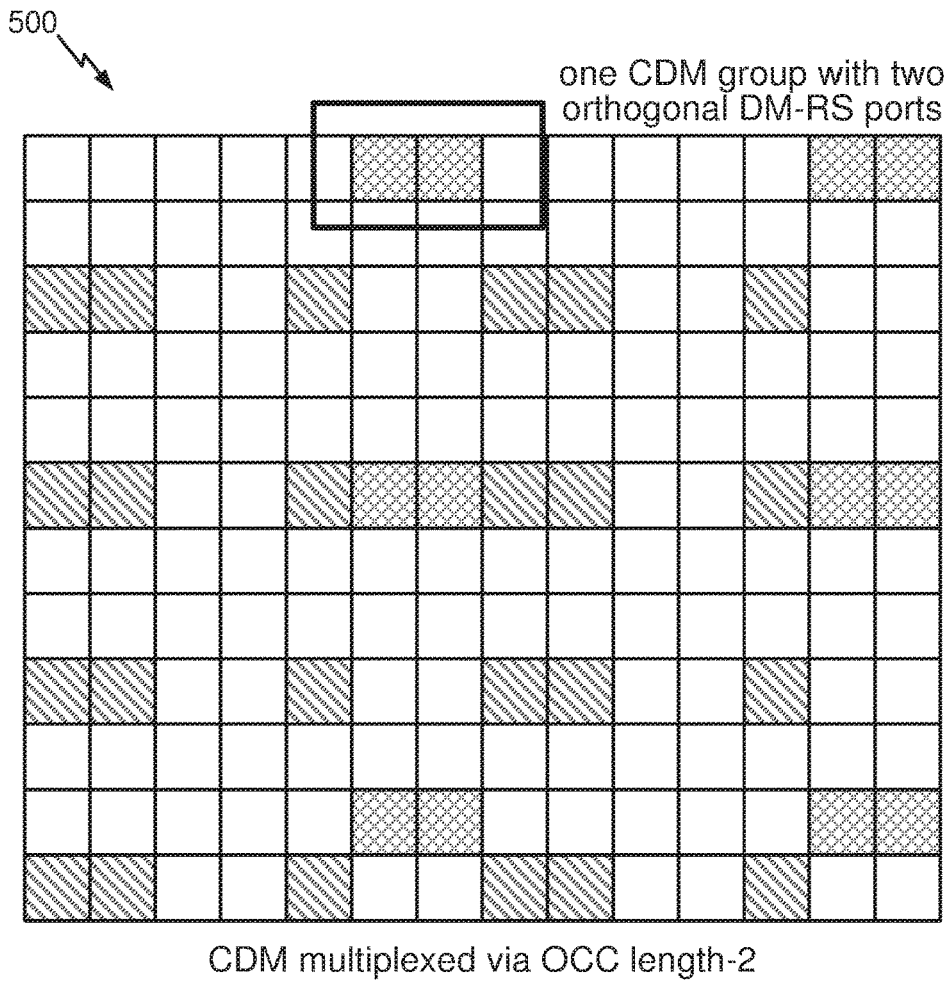 500
one CDM group with two
orthogonal DM-RS ports
CDM multiplexed via OCC length-2